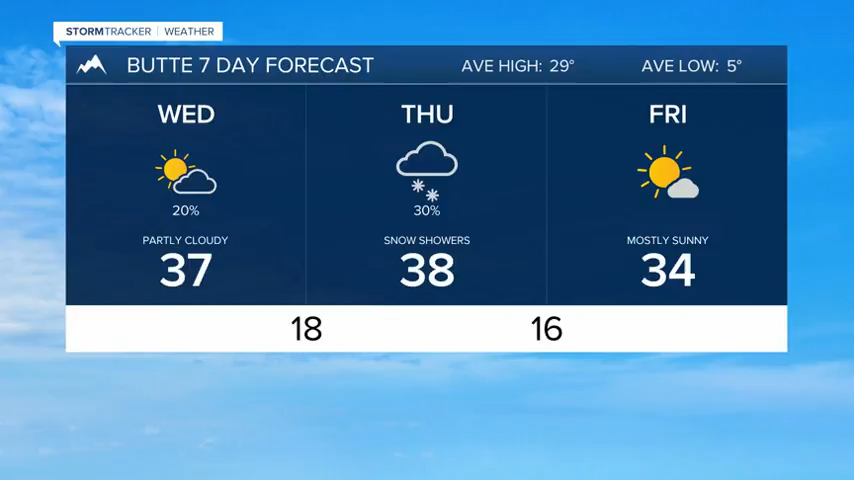 STORMTRACKER | WEATHER
BUTTE 7 DAY FORECAST AVE HIGH: 29° AVE LOW: 5°
WED THU FRI
20% 30%
PARTLY CLOUDY SNOW SHOWERS MOSTLY SUNNY
37 38 34
18 16